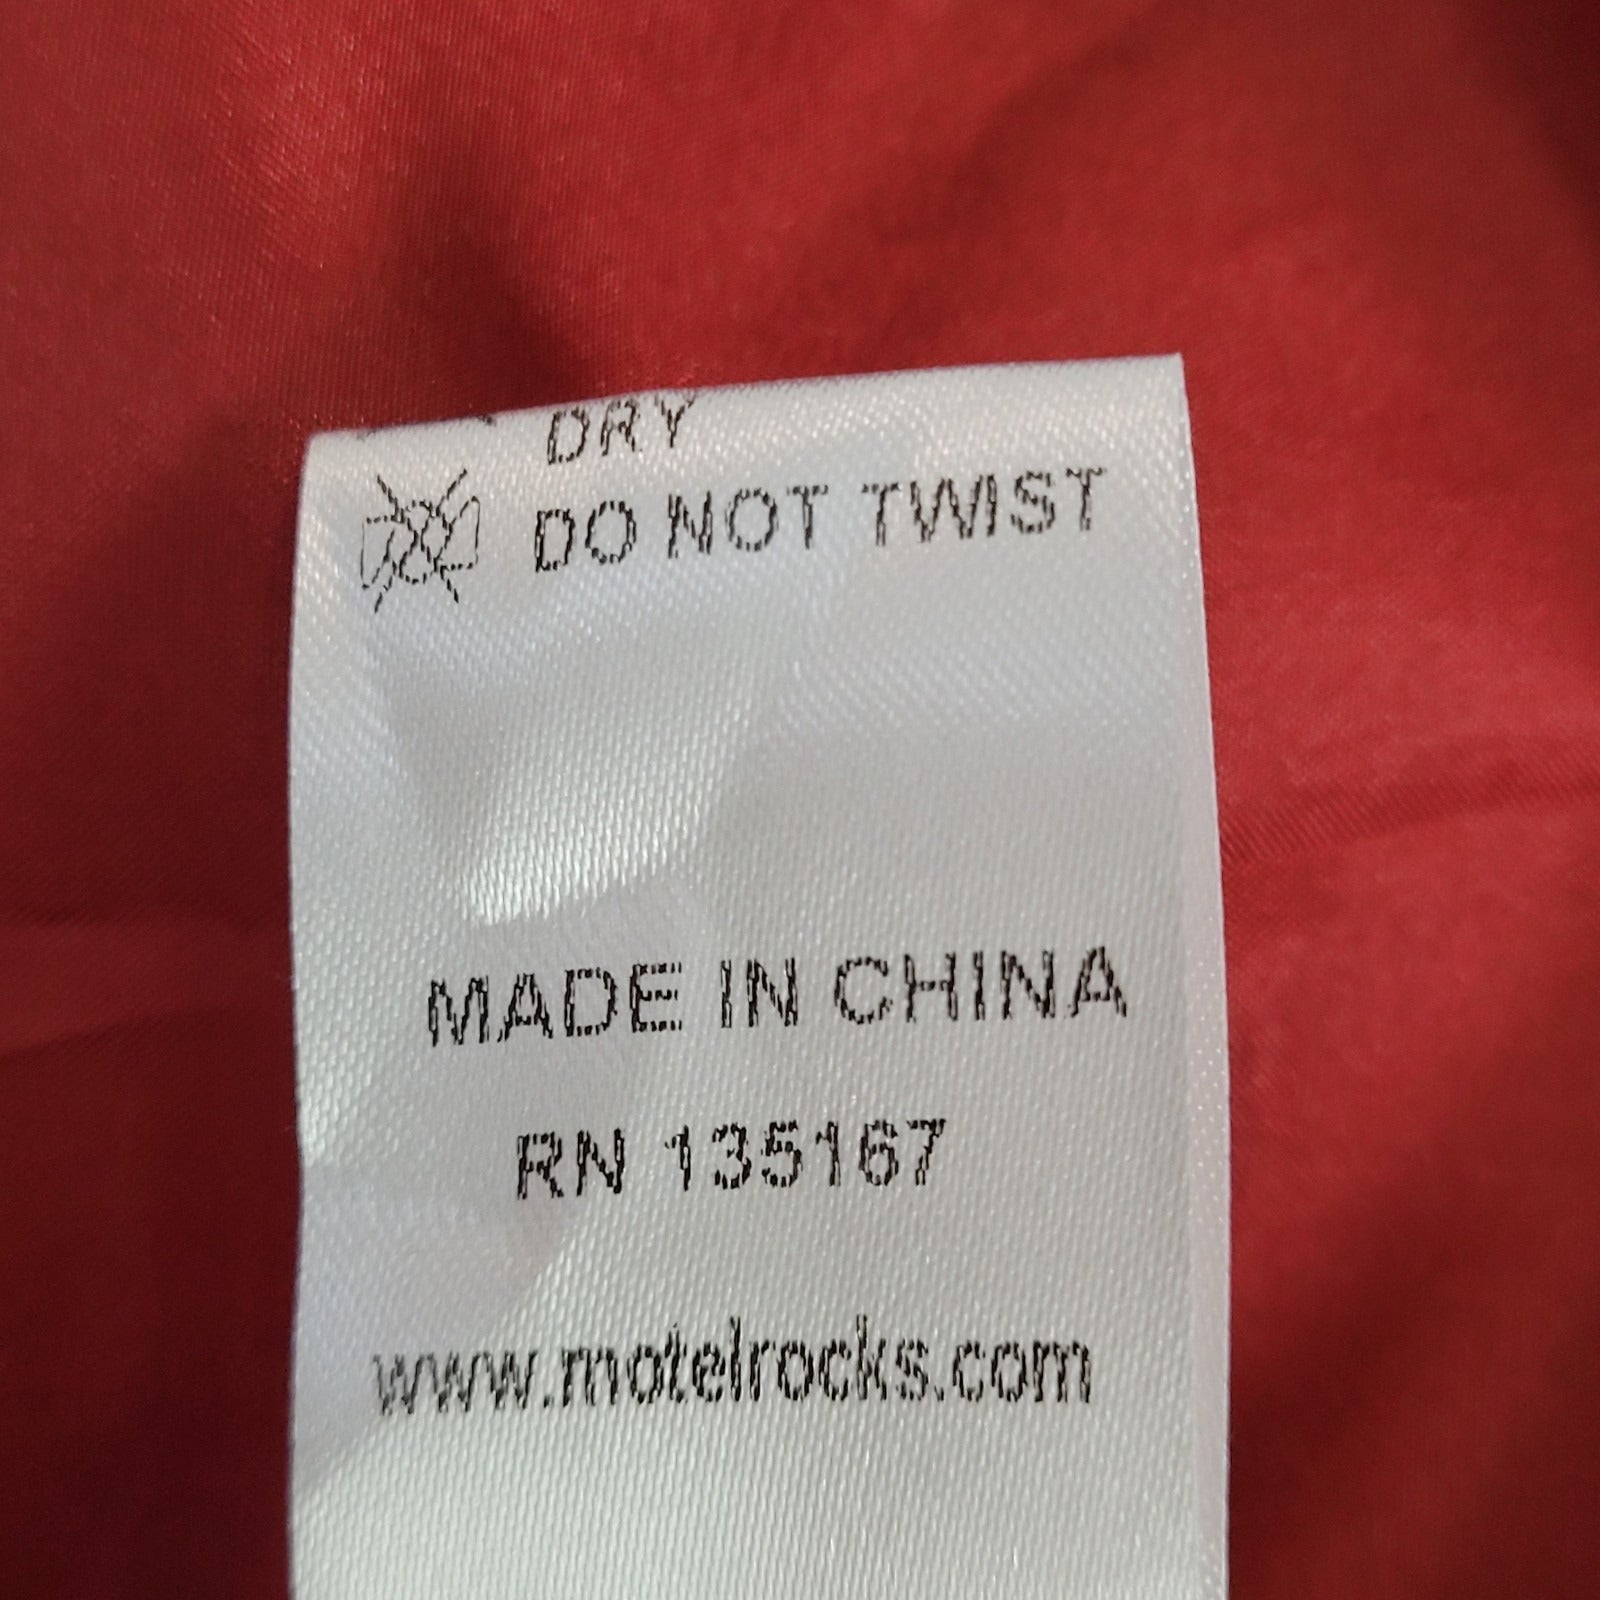 DRY
DO NOT TWIST
MADE IN CHINA
RN 135167
www.motelrocks.com